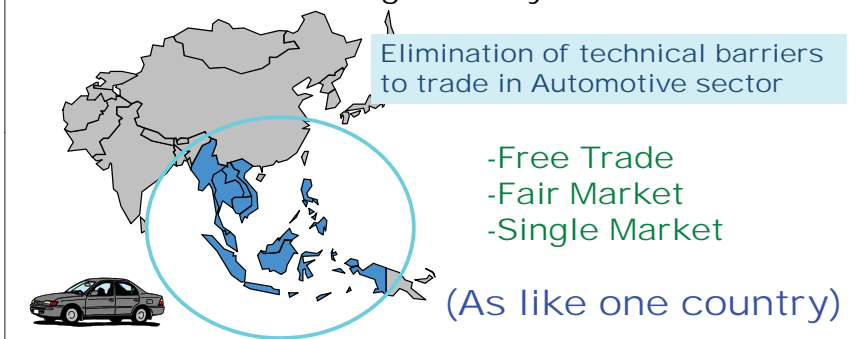 Elimination of technical barriers
to trade in Automotive sector
-Free Trade
-Fair Market
-Single Market
(As like one country)